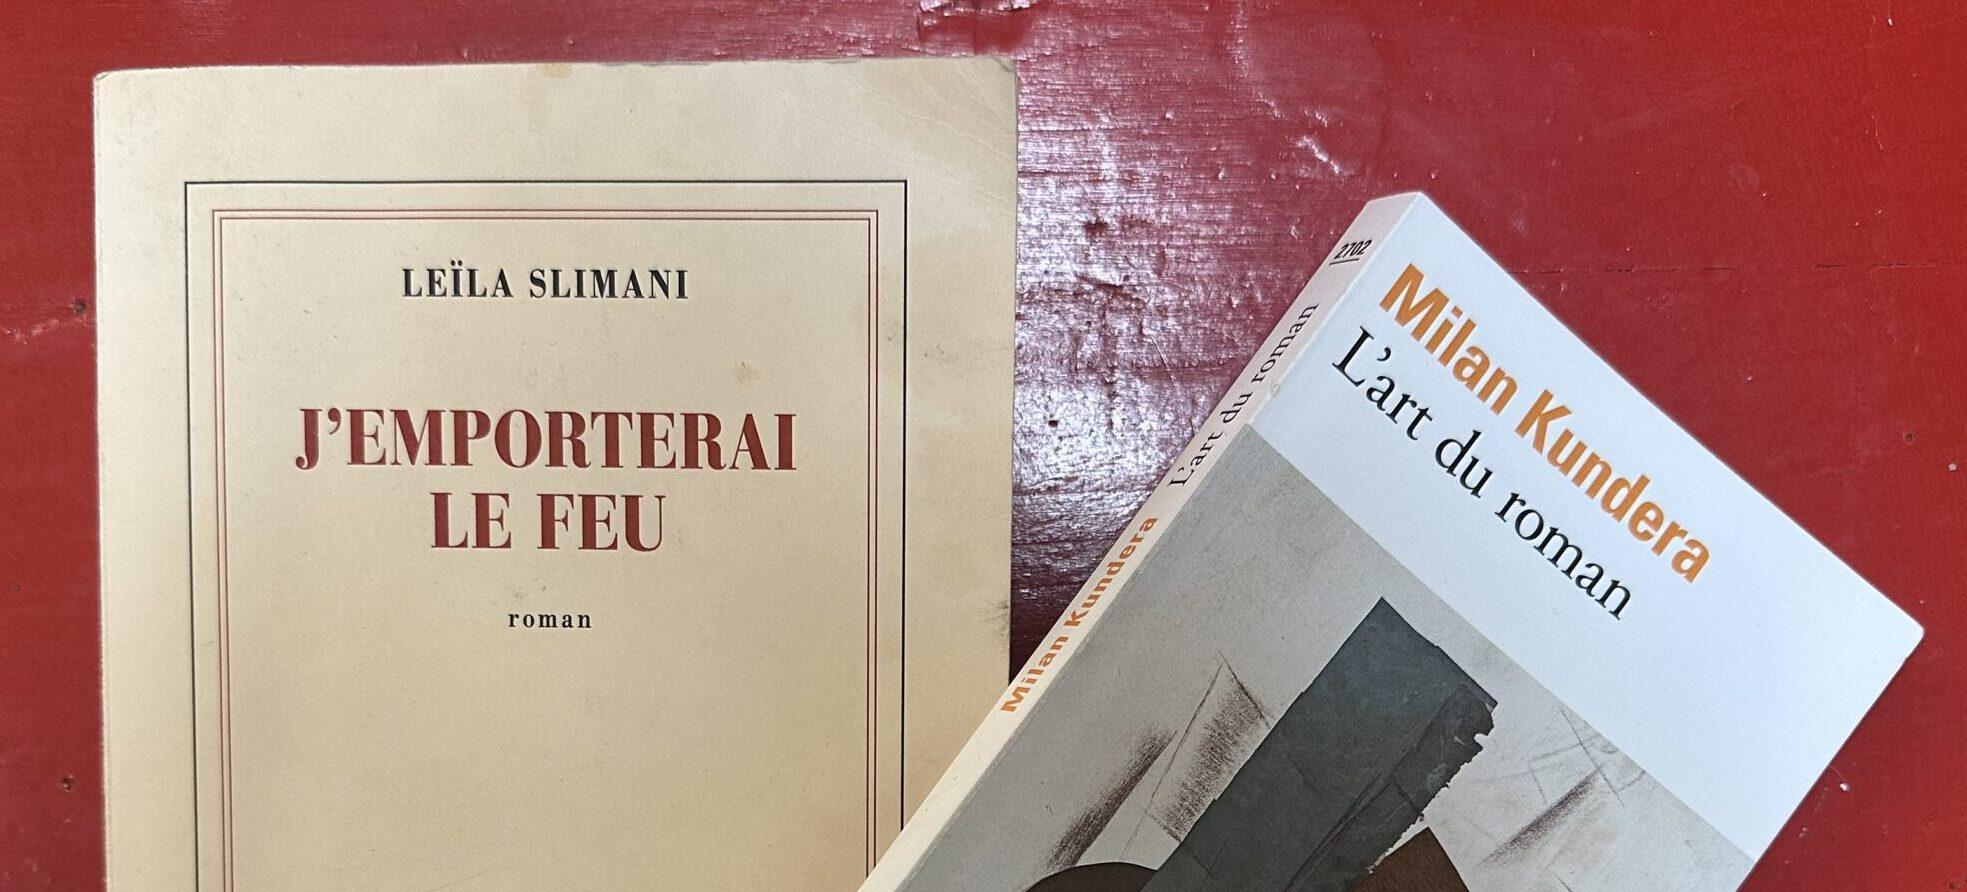 LEÏLA SLIMANI
J'EMPORTERAI
LE FEU
roman
2702
L'art du roman
Milan Kundera
Milan Kundera
L'art du roman